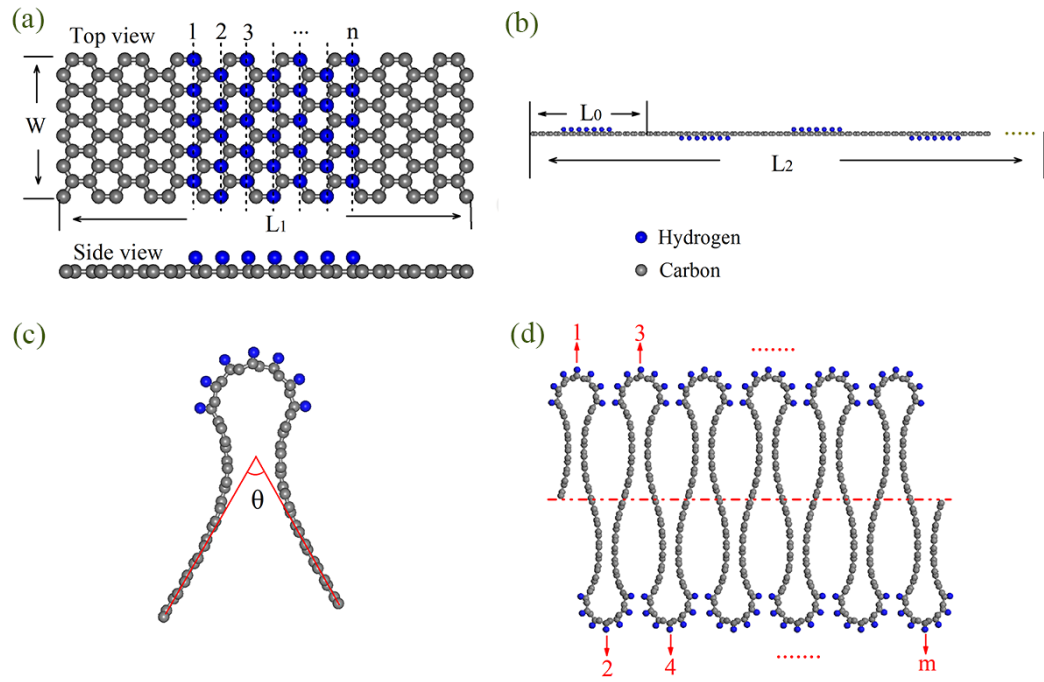 (a)
Top view
1 2 3 ... n
W
L1
Side view
(b)
L0
L2
......
Hydrogen
Carbon
(c)
θ
(d)
1 3 .......
2 4 ....... m